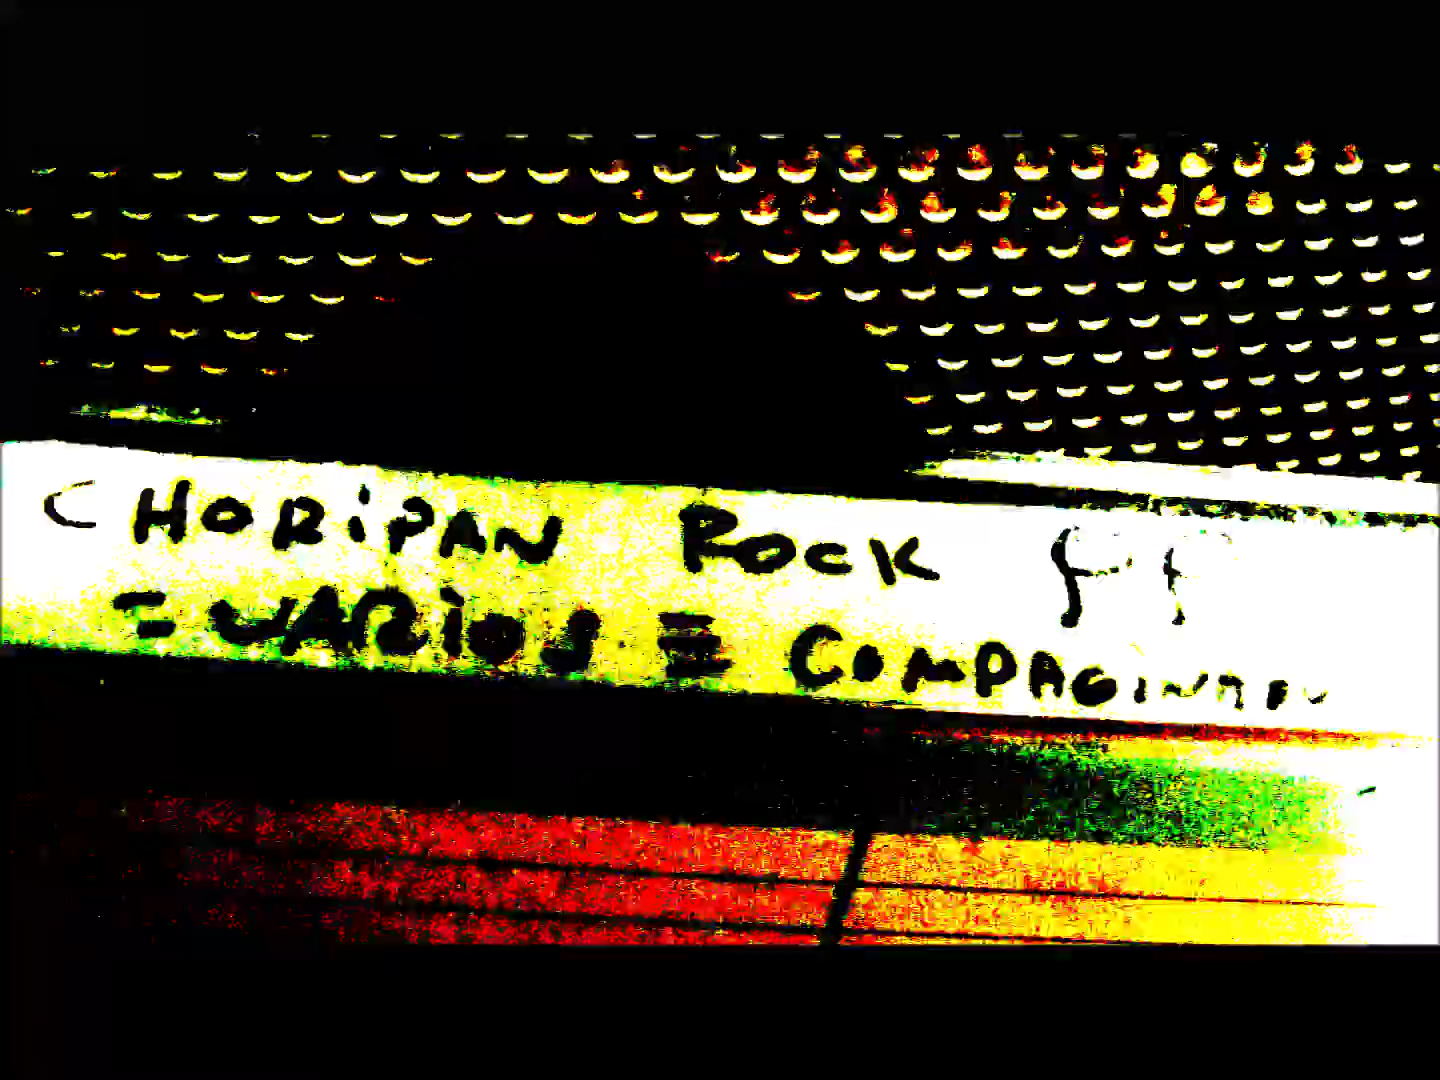 CHORiPAN ROCK
= VARiOS = COMPAGINADO